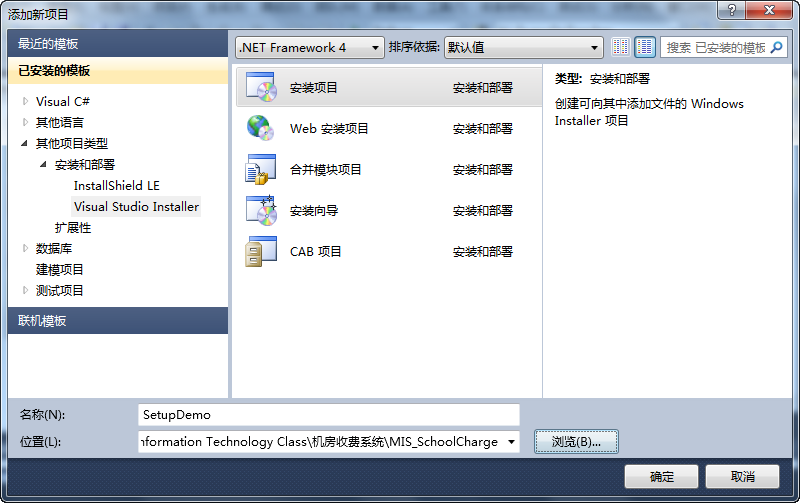 添加新项目
最近的模板
已安装的模板
Visual C#
其他语言
其他项目类型
安装和部署
InstallShield LE
Visual Studio Installer
扩展性
数据库
建模项目
测试项目
联机模板
.NET Framework 4 排序依据: 默认值 搜索 已安装的模板
安装项目 安装和部署
Web 安装项目 安装和部署
合并模块项目 安装和部署
安装向导 安装和部署
CAB 项目 安装和部署
类型: 安装和部署
创建可向其中添加文件的 Windows
Installer 项目
名称(N): SetupDemo
位置(L): nformation Technology Class\机房收费系统\MIS_SchoolCharge 浏览(B)...
确定 取消